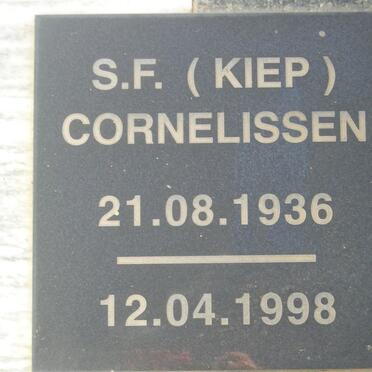 S.F. ( KIEP )
CORNELISSEN
21.08.1936
12.04.1998